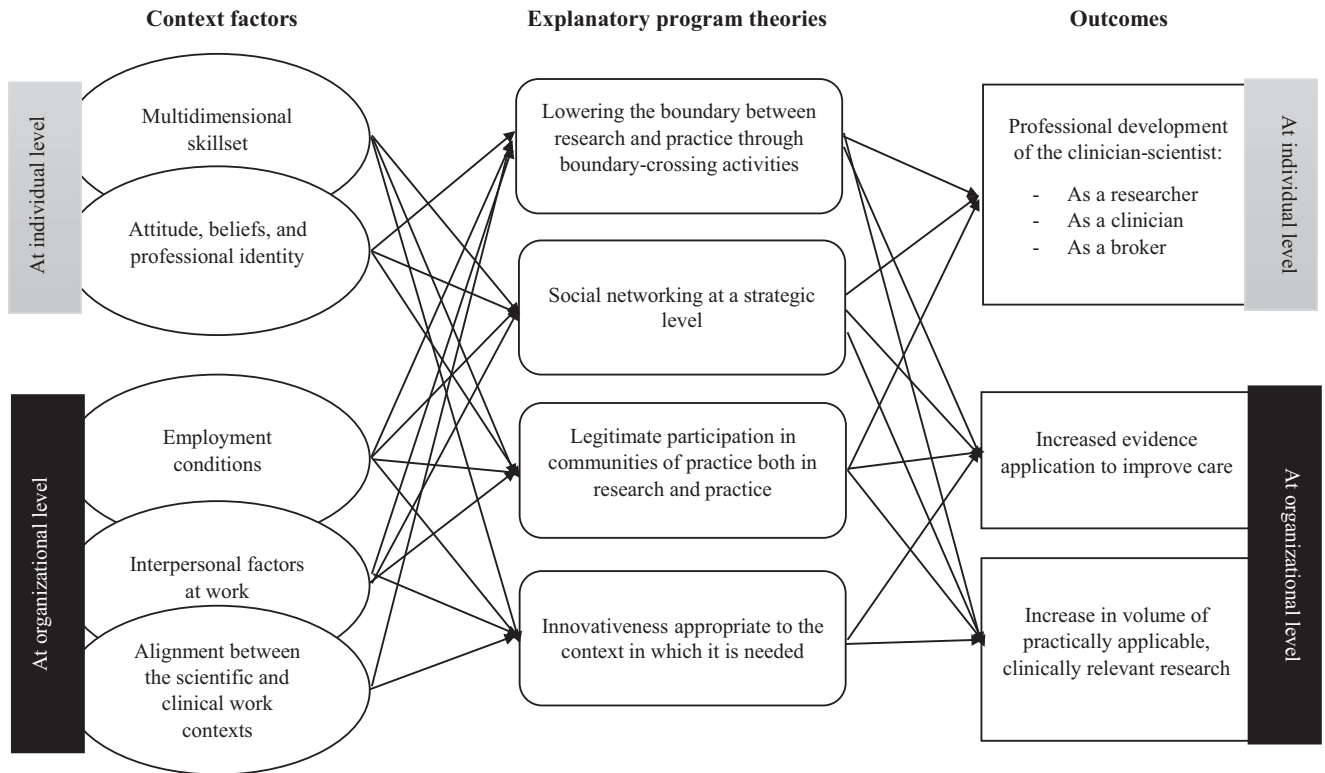 Context factors
Explanatory program theories
Outcomes
At individual level
Multidimensional
skillset
Attitude, beliefs, and
professional identity
At organizational level
Employment
conditions
Interpersonal factors
at work
Alignment between
the scientific and
clinical work
contexts
Lowering the boundary between
research and practice through
boundary-crossing activities
Social networking at a strategic
level
Legitimate participation in
communities of practice both in
research and practice
Innovativeness appropriate to the
context in which it is needed
Professional development
of the clinician-scientist:
- As a researcher
- As a clinician
- As a broker
At individual level
Increased evidence
application to improve care
Increase in volume of
practically applicable,
clinically relevant research
At organizational level